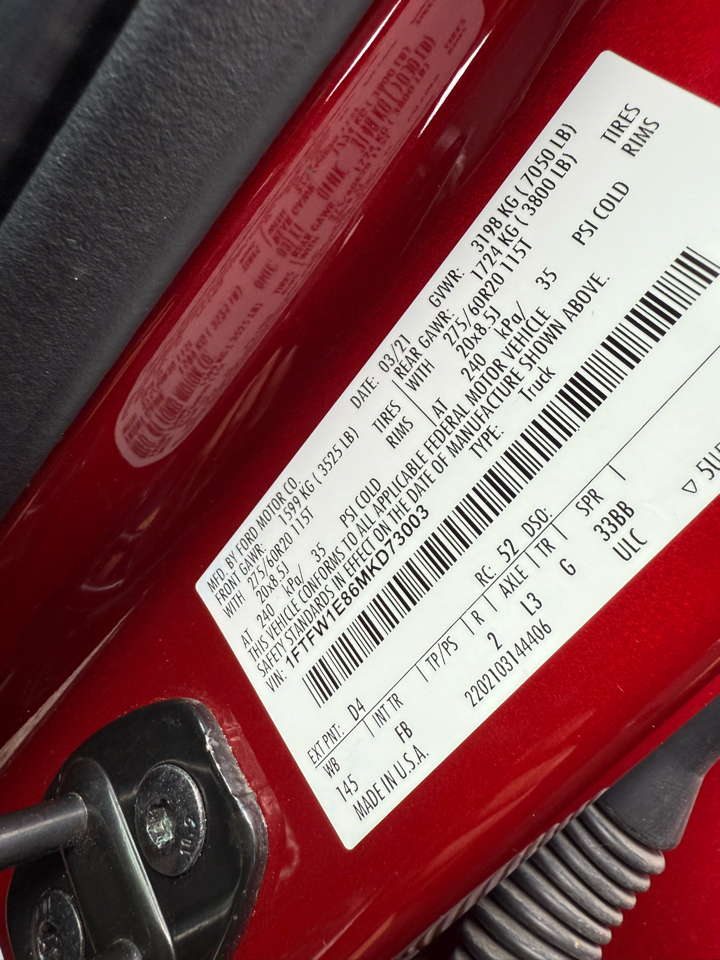 MFD. BY FORD MOTOR CO.
DATE: 03/21 GVWR: 3198 KG ( 7050 LB)
FRONT GAWR: 1599 KG ( 3525 LB) REAR GAWR: 1724 KG ( 3800 LB)
WITH 275/60R20 115T TIRES WITH 275/60R20 115T TIRES
20x8.5J RIMS 20x8.5J RIMS
AT 240 kPa/ 35 PSI COLD AT 240 kPa/ 35 PSI COLD
THIS VEHICLE CONFORMS TO ALL APPLICABLE FEDERAL MOTOR VEHICLE
SAFETY STANDARDS IN EFFECT ON THE DATE OF MANUFACTURE SHOWN ABOVE.
VIN: 1FTFW1E86MKD73003 TYPE: Truck
EXT PNT: D4 RC: 52 DSO:
WB INT TR TP/PS R AXLE TR SPR
145 FB 2 L3 G 33BB
MADE IN U.S.A. 2202103144406 ULC
10.9